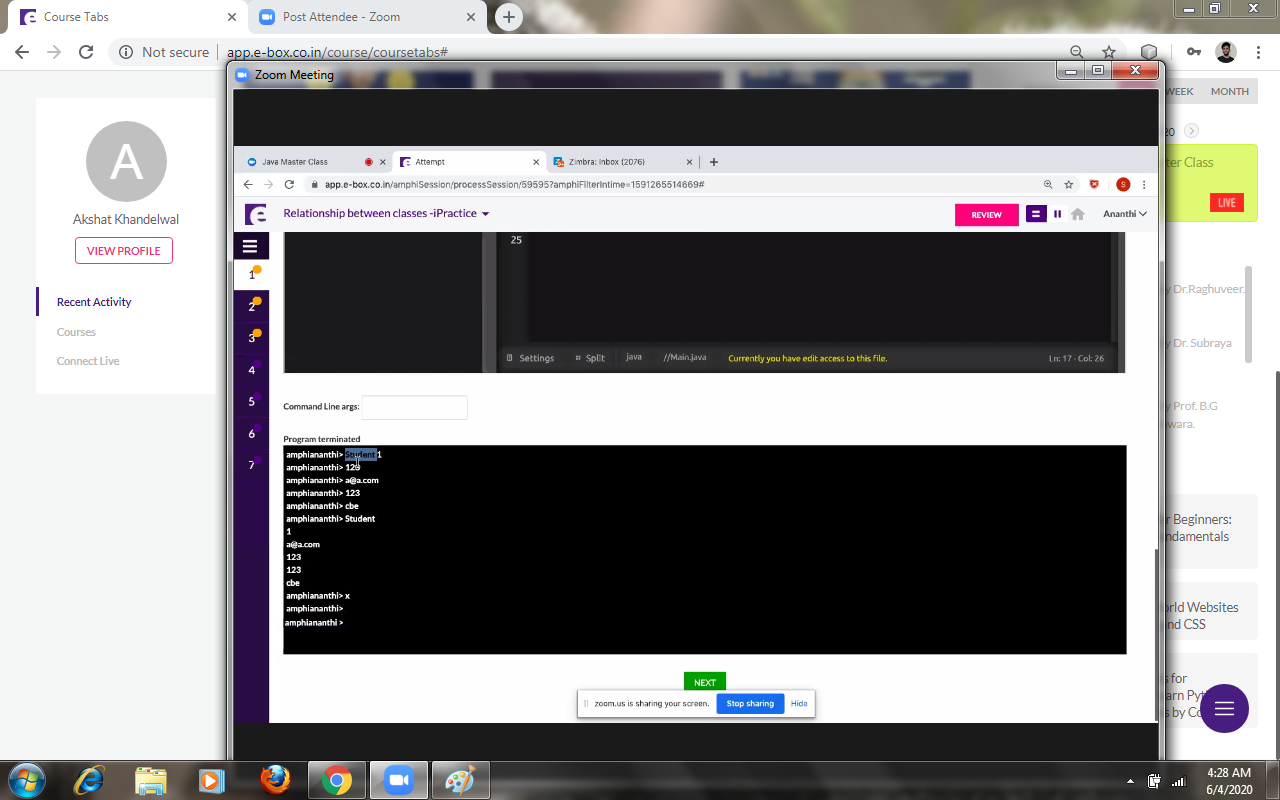 Course Tabs
Post Attendee - Zoom
Not secure
app.e-box.co.in/course/coursetabs#
Zoom Meeting
WEEK MONTH
A
Akshat Khandelwal
VIEW PROFILE
Recent Activity
Courses
Connect Live
20
ter Class
LIVE
y Dr.Raghuveer.
y Dr. Subraya
y Prof. B.G
wara.
r Beginners:
ndamentals
orld Websites
nd CSS
s for
arn Pyt
s by Co
Java Master Class
Attempt
Zimbra: Inbox (2076)
app.e-box.co.in/amphiSession/processSession/59595?amphiFilterIntime=1591265514669#
S
Relationship between classes -iPractice
REVIEW
Ananthi
1
2
3
4
5
6
7
25
Settings
Split
java
//Main.java
Currently you have edit access to this file.
Ln: 17 - Col: 26
Command Line args:
Program terminated
amphiananthi> Student 1
amphiananthi> 123
amphiananthi> a@a.com
amphiananthi> 123
amphiananthi> cbe
amphiananthi> Student
1
a@a.com
123
123
cbe
amphiananthi> x
amphiananthi>
amphiananthi >
NEXT
zoom.us is sharing your screen.
Stop sharing
Hide
4:28 AM
6/4/2020